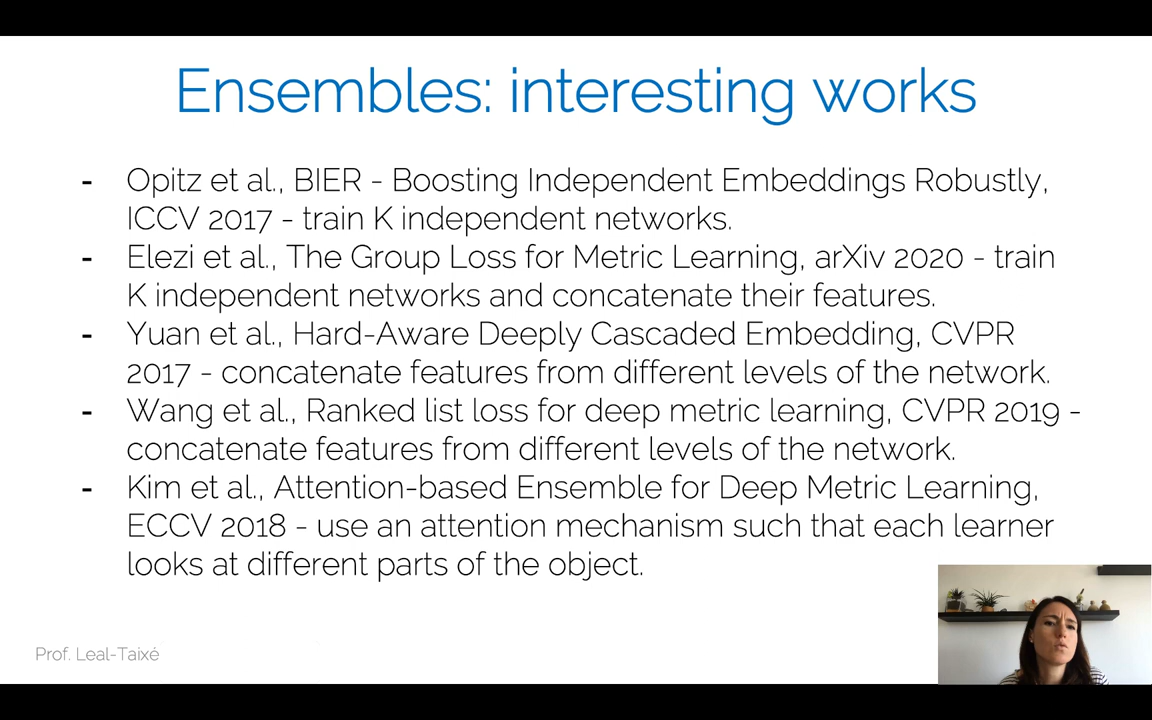 Ensembles: interesting works
- Opitz et al., BIER - Boosting Independent Embeddings Robustly,
ICCV 2017 - train K independent networks.
- Elezi et al., The Group Loss for Metric Learning, arXiv 2020 - train
K independent networks and concatenate their features.
- Yuan et al., Hard-Aware Deeply Cascaded Embedding, CVPR
2017 - concatenate features from different levels of the network.
- Wang et al., Ranked list loss for deep metric learning, CVPR 2019 -
concatenate features from different levels of the network.
- Kim et al., Attention-based Ensemble for Deep Metric Learning,
ECCV 2018 - use an attention mechanism such that each learner
looks at different parts of the object.
Prof. Leal-Taixé